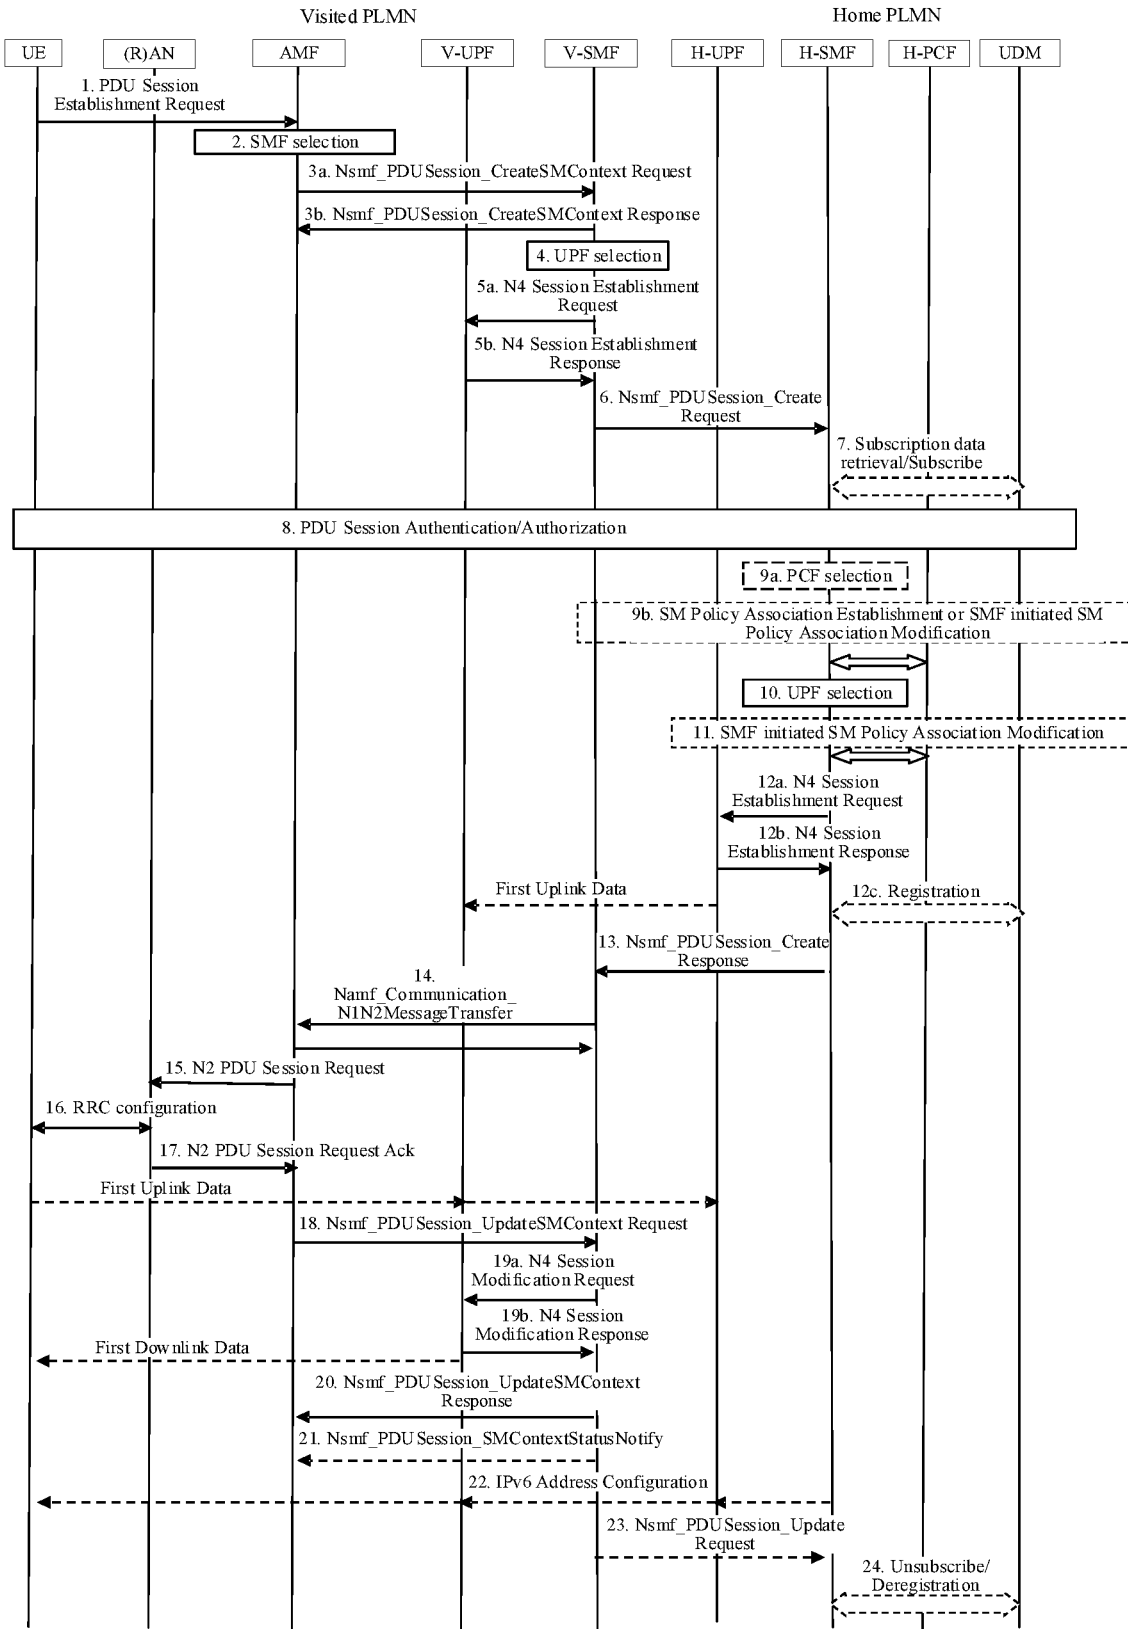 Visited PLMN
Home PLMN
UE
(R)AN
AMF
V-UPF
V-SMF
H-UPF
H-SMF
H-PCF
UDM
1. PDU Session
Establishment Request
2. SMF selection
3a. Nsmf_PDUSession_CreateSMContext Request
3b. Nsmf_PDUSession_CreateSMContext Response
4. UPF selection
5a. N4 Session Establishment
Request
5b. N4 Session Establishment
Response
6. Nsmf_PDUSession_Create
Request
7. Subscription data
retrieval/Subscribe
8. PDU Session Authentication/Authorization
9a. PCF selection
9b. SM Policy Association Establishment or SMF initiated SM
Policy Association Modification
10. UPF selection
11. SMF initiated SM Policy Association Modification
12a. N4 Session
Establishment Request
12b. N4 Session
Establishment Response
First Uplink Data
12c. Registration
13. Nsmf_PDUSession_Create
Response
14.
Namf_Communication_
N1N2MessageTransfer
15. N2 PDU Session Request
16. RRC configuration
17. N2 PDU Session Request Ack
First Uplink Data
18. Nsmf_PDUSession_UpdateSMContext Request
19a. N4 Session
Modification Request
19b. N4 Session
Modification Response
First Downlink Data
20. Nsmf_PDUSession_UpdateSMContext
Response
21. Nsmf_PDUSession_SMContextStatusNotify
22. IPv6 Address Configuration
23. Nsmf_PDUSession_Update
Request
24. Unsubscribe/
Deregistration